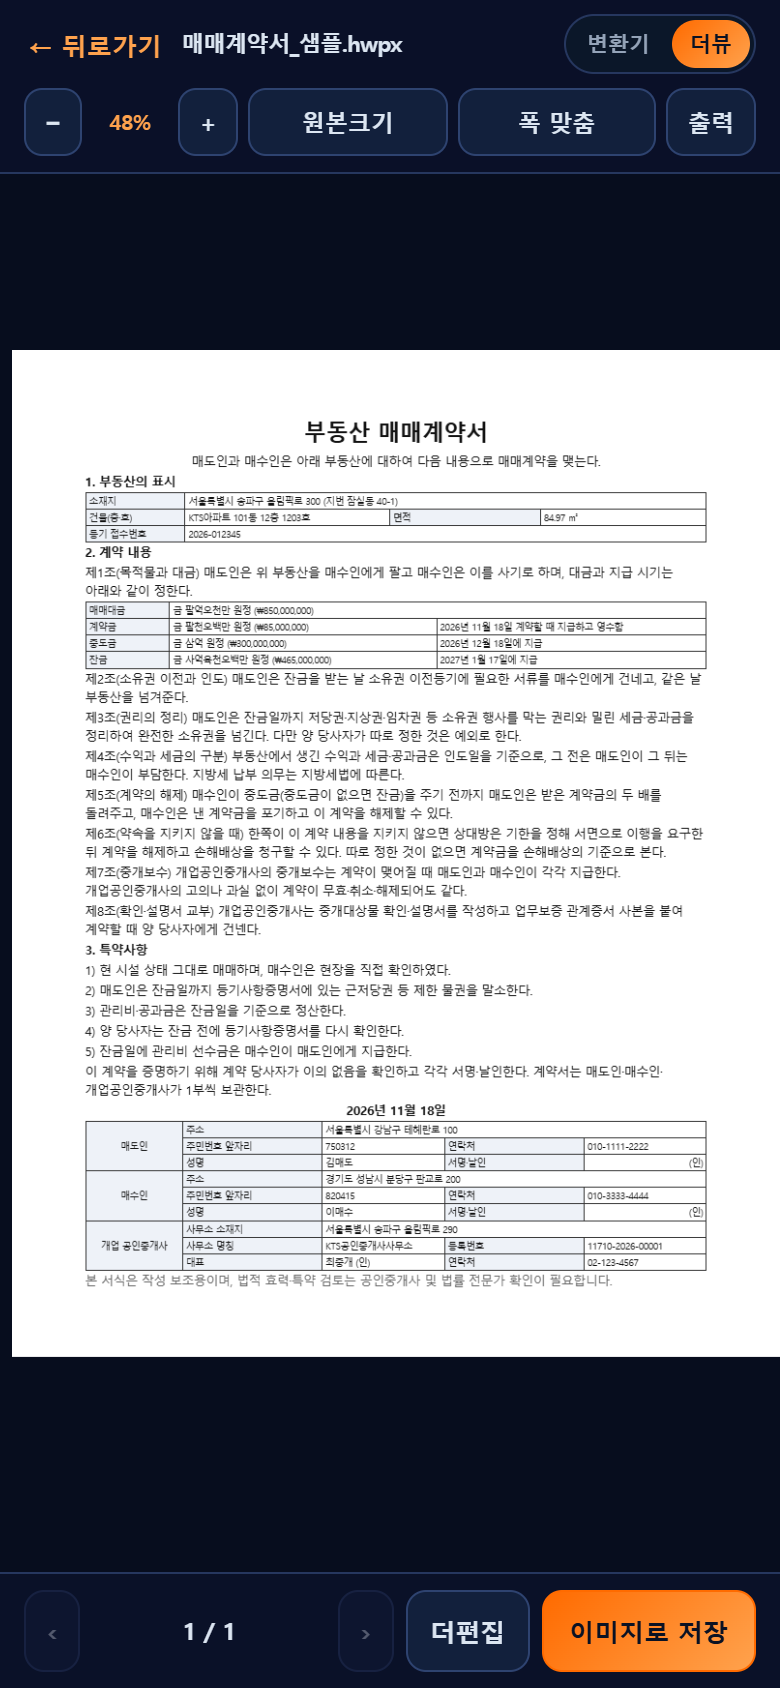 ← 뒤로가기 매매계약서_샘플.hwpx 변환기 더뷰
− 48% + 원본크기 폭 맞춤 출력
부동산 매매계약서
매도인과 매수인은 아래 부동산에 대하여 다음 내용으로 매매계약을 맺는다.
1. 부동산의 표시
소재지 서울특별시 송파구 올림픽로 300 (지번 잠실동 40-1)
건물(층·호) KTS아파트 101동 12층 1203호 면적 84.97 ㎡
등기 접수번호 2026-012345
2. 계약 내용
제1조(목적물과 대금) 매도인은 위 부동산을 매수인에게 팔고 매수인은 이를 사기로 하며, 대금과 지급 시기는
아래와 같이 정한다.
매매대금 금 팔억오천만 원정 (₩850,000,000)
계약금 금 팔천오백만 원정 (₩85,000,000) 2026년 11월 18일 계약할 때 지급하고 영수함
중도금 금 삼억 원정 (₩300,000,000) 2026년 12월 18일에 지급
잔금 금 사억육천오백만 원정 (₩465,000,000) 2027년 1월 17일에 지급
제2조(소유권 이전과 인도) 매도인은 잔금을 받는 날 소유권 이전등기에 필요한 서류를 매수인에게 건네고, 같은 날
부동산을 넘겨준다.
제3조(권리의 정리) 매도인은 잔금일까지 저당권·지상권·임차권 등 소유권 행사를 막는 권리와 밀린 세금·공과금을
정리하여 완전한 소유권을 넘긴다. 다만 양 당사자가 따로 정한 것은 예외로 한다.
제4조(수익과 세금의 구분) 부동산에서 생긴 수익과 세금·공과금은 인도일을 기준으로, 그 전은 매도인이 그 뒤는
매수인이 부담한다. 지방세 납부 의무는 지방세법에 따른다.
제5조(계약의 해제) 매수인이 중도금(중도금이 없으면 잔금)을 주기 전까지 매도인은 받은 계약금의 두 배를
돌려주고, 매수인은 낸 계약금을 포기하고 이 계약을 해제할 수 있다.
제6조(약속을 지키지 않을 때) 한쪽이 이 계약 내용을 지키지 않으면 상대방은 기한을 정해 서면으로 이행을 요구한
뒤 계약을 해제하고 손해배상을 청구할 수 있다. 따로 정한 것이 없으면 계약금을 손해배상의 기준으로 본다.
제7조(중개보수) 개업공인중개사의 중개보수는 계약이 맺어질 때 매도인과 매수인이 각각 지급한다.
개업공인중개사의 고의나 과실 없이 계약이 무효·취소·해제되어도 같다.
제8조(확인·설명서 교부) 개업공인중개사는 중개대상물 확인·설명서를 작성하고 업무보증 관계증서 사본을 붙여
계약할 때 양 당사자에게 건넨다.
3. 특약사항
1) 현 시설 상태 그대로 매매하며, 매수인은 현장을 직접 확인하였다.
2) 매도인은 잔금일까지 등기사항증명서에 있는 근저당권 등 제한 물권을 말소한다.
3) 관리비·공과금은 잔금일을 기준으로 정산한다.
4) 양 당사자는 잔금 전에 등기사항증명서를 다시 확인한다.
5) 잔금일에 관리비 선수금은 매수인이 매도인에게 지급한다.
이 계약을 증명하기 위해 계약 당사자가 이의 없음을 확인하고 각각 서명·날인한다. 계약서는 매도인·매수인·
개업공인중개사가 1부씩 보관한다.
2026년 11월 18일
매도인 주소 서울특별시 강남구 테헤란로 100
주민번호 앞자리 750312 연락처 010-1111-2222
성명 김매도 서명·날인 (인)
매수인 주소 경기도 성남시 분당구 판교로 200
주민번호 앞자리 820415 연락처 010-3333-4444
성명 이매수 서명·날인 (인)
개업 공인중개사 사무소 소재지 서울특별시 송파구 올림픽로 290
사무소 명칭 KTS공인중개사사무소 등록번호 11710-2026-00001
대표 최중개 (인) 연락처 02-123-4567
본 서식은 작성 보조용이며, 법적 효력·특약 검토는 공인중개사 및 법률 전문가 확인이 필요합니다.
‹ 1 / 1 › 더편집 이미지로 저장